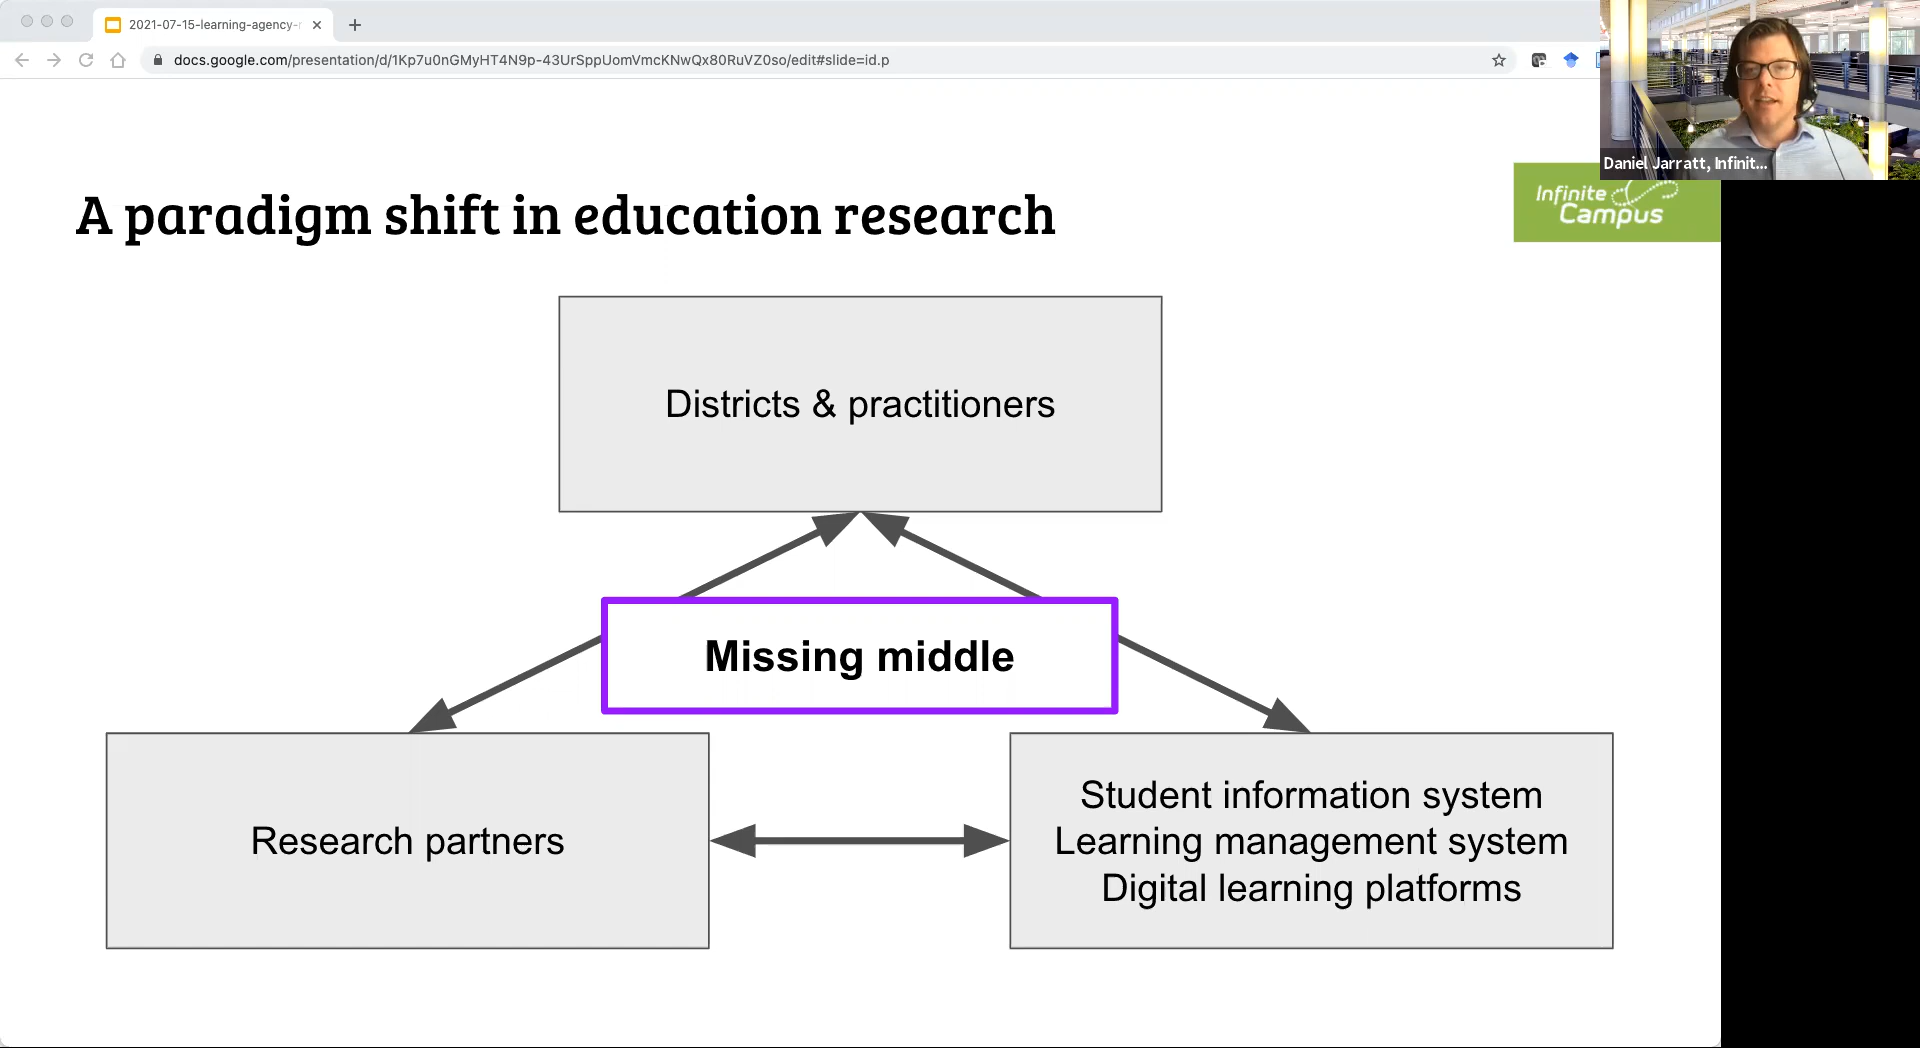 2021-07-15-learning-agency-
docs.google.com/presentation/d/1Kp7u0nGMyHT4N9p-43UrSppUomVmcKNwQx80RuVZ0so/edit#slide=id.p
Daniel Jarratt, Infinit...
Infinite
Campus
A paradigm shift in education research
Districts & practitioners
Missing middle
Research partners
Student information system
Learning management system
Digital learning platforms